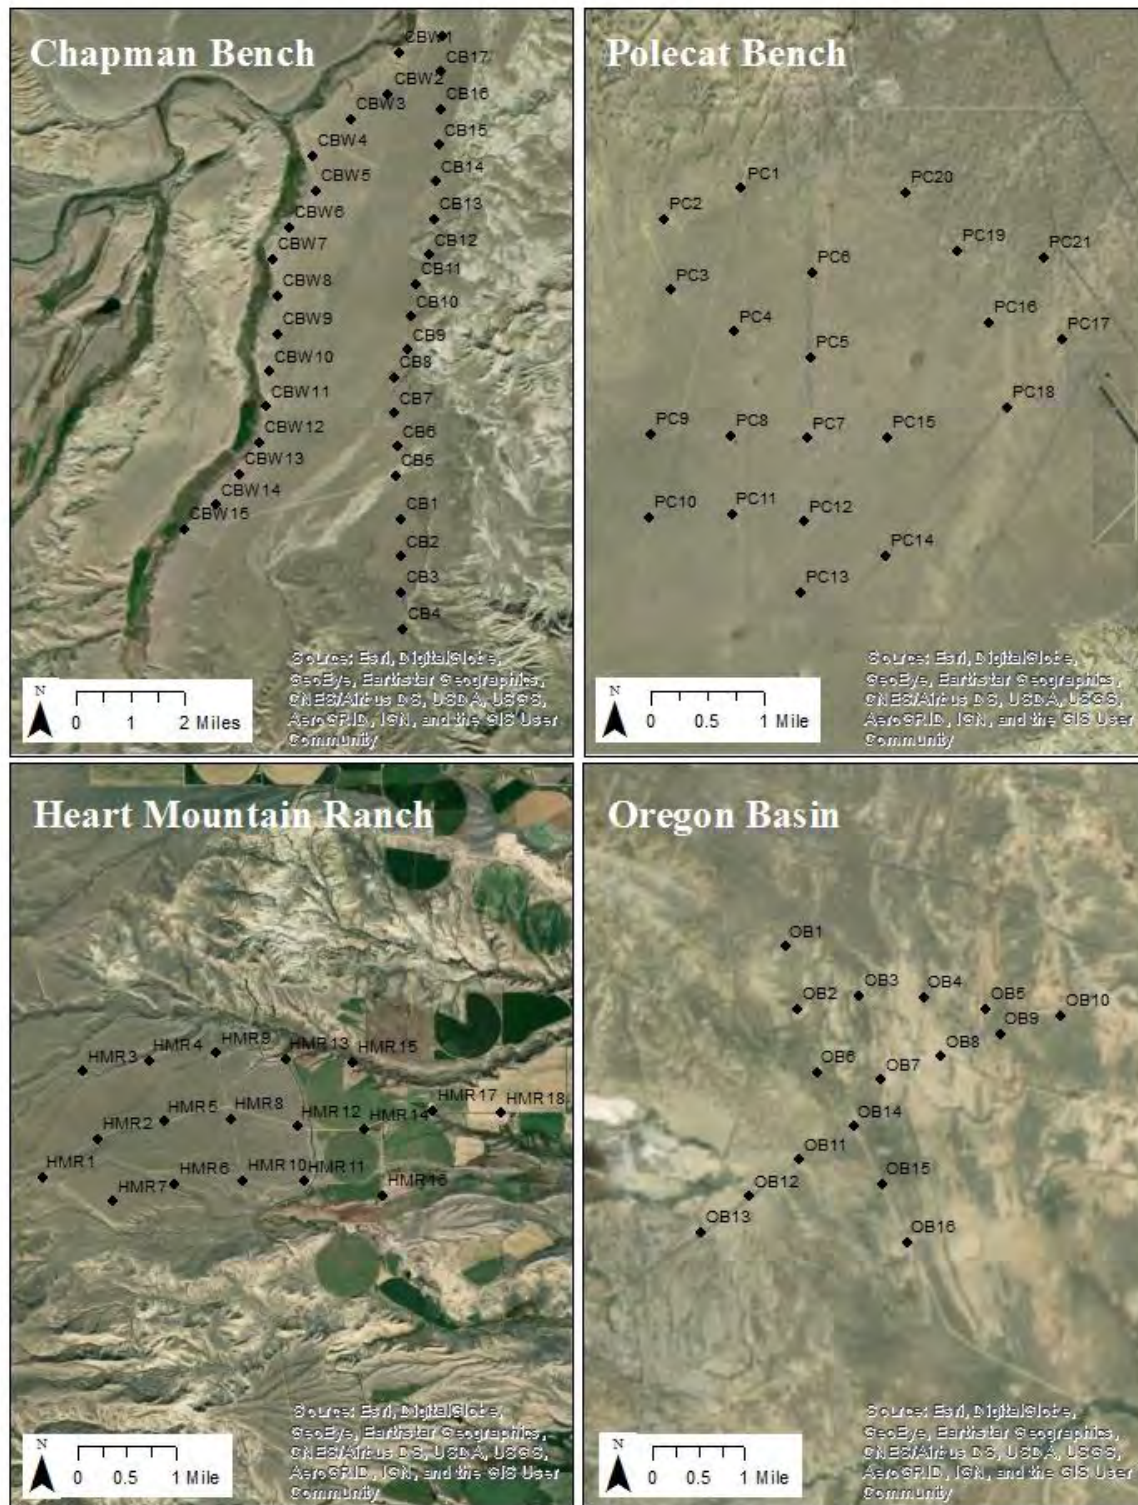 Chapman Bench
CBW1
CB17
CBW2
CBW3
CB16
CBW4
CB15
CB14
CBW5
CB13
CBW6
CB12
CBW7
CB11
CBW8
CB10
CBW9
CB9
CBW10
CB8
CBW11
CB7
CBW12
CB6
CBW13
CB5
CBW14
CB1
CBW15
CB2
CB3
CB4
Source: Esri, DigitalGlobe,
GeoEye, Earthstar Geographics,
CNES/Airbus DS, USDA, USGS,
AeroGRID, IGN, and the GIS User
Community
N
0 1 2 Miles
Polecat Bench
PC1
PC20
PC2
PC19
PC21
PC6
PC3
PC16
PC4
PC17
PC5
PC18
PC9
PC8
PC7
PC15
PC10
PC11
PC12
PC14
PC13
Source: Esri, DigitalGlobe,
GeoEye, Earthstar Geographics,
CNES/Airbus DS, USDA, USGS,
AeroGRID, IGN, and the GIS User
Community
N
0 0.5 1 Mile
Heart Mountain Ranch
HMR9
HMR4
HMR13
HMR15
HMR3
HMR17
HMR18
HMR5
HMR8
HMR12
HMR14
HMR2
HMR1
HMR6
HMR10
HMR11
HMR7
HMR16
Source: Esri, DigitalGlobe,
GeoEye, Earthstar Geographics,
CNES/Airbus DS, USDA, USGS,
AeroGRID, IGN, and the GIS User
Community
N
0 0.5 1 Mile
Oregon Basin
OB1
OB3
OB4
OB2
OB5
OB10
OB9
OB8
OB6
OB7
OB14
OB11
OB15
OB12
OB13
OB16
Source: Esri, DigitalGlobe,
GeoEye, Earthstar Geographics,
CNES/Airbus DS, USDA, USGS,
AeroGRID, IGN, and the GIS User
Community
N
0 0.5 1 Mile